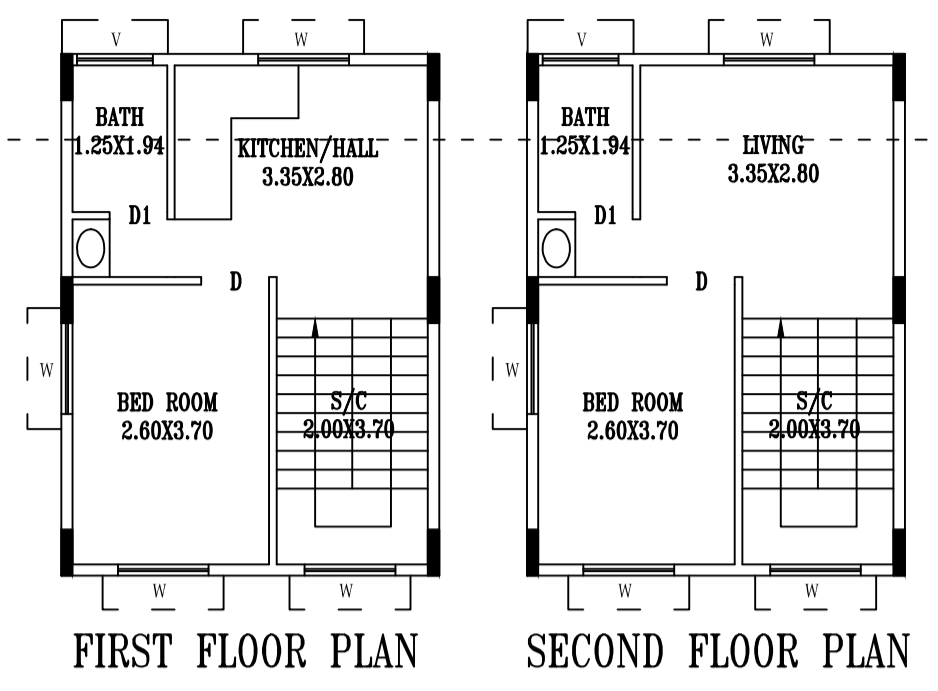 V
W
BATH
1.25X1.94
KITCHEN/HALL
3.35X2.80
D1
D
W
BED ROOM
2.60X3.70
S/C
2.00X3.70
W
W
FIRST FLOOR PLAN
V
W
BATH
1.25X1.94
LIVING
3.35X2.80
D1
D
W
BED ROOM
2.60X3.70
S/C
2.00X3.70
W
W
SECOND FLOOR PLAN